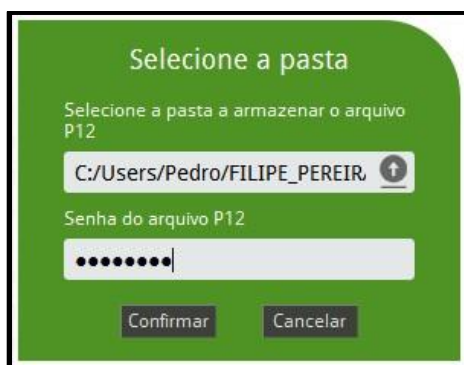 Selecione a pasta
Selecione a pasta a armazenar o arquivo
P12
C:/Users/Pedro/FILIPE_PEREIR
Senha do arquivo P12
●●●●●●●●
Confirmar
Cancelar